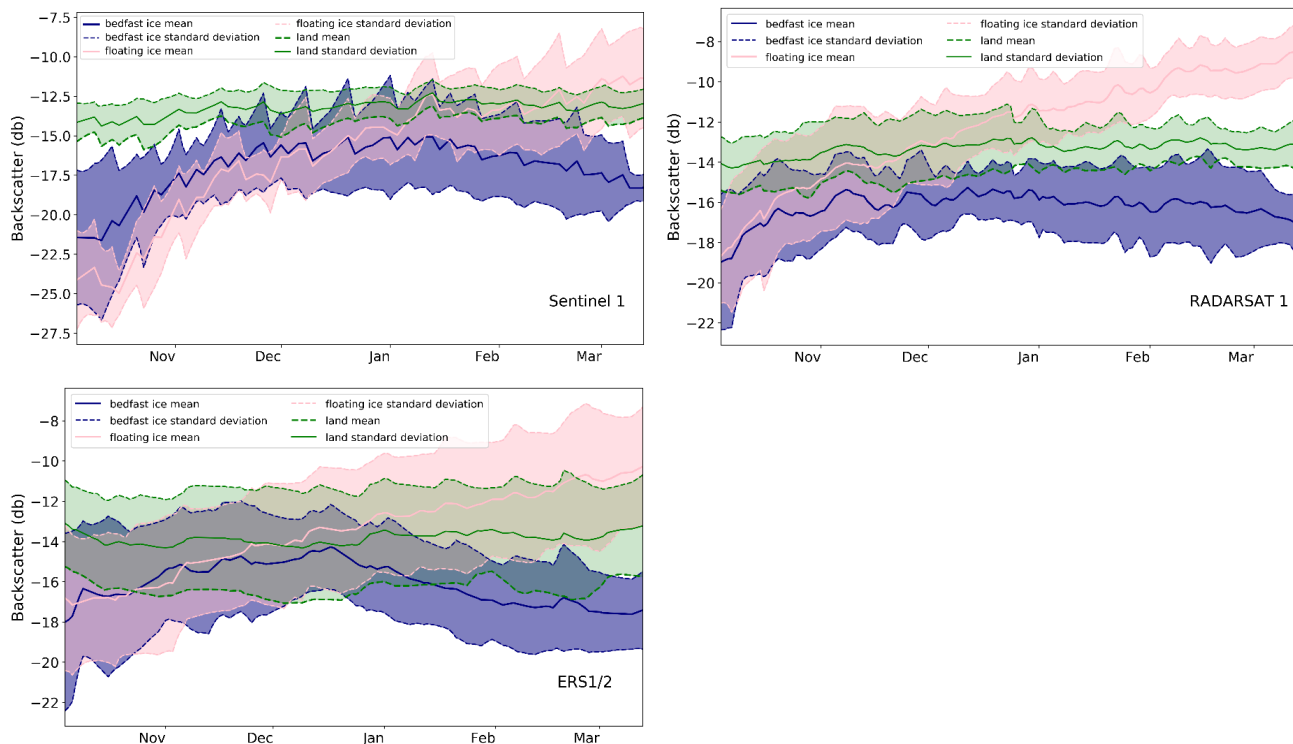 bedfast ice mean
bedfast ice standard deviation
floating ice mean
floating ice standard deviation
land mean
land standard deviation
Backscatter (db)
−7.5
−10.0
−12.5
−15.0
−17.5
−20.0
−22.5
−25.0
−27.5
Sentinel 1
Nov Dec Jan Feb Mar
bedfast ice mean
bedfast ice standard deviation
floating ice mean
floating ice standard deviation
land mean
land standard deviation
Backscatter (db)
−8
−10
−12
−14
−16
−18
−20
−22
RADARSAT 1
Nov Dec Jan Feb Mar
bedfast ice mean
bedfast ice standard deviation
floating ice mean
floating ice standard deviation
land mean
land standard deviation
Backscatter (db)
−8
−10
−12
−14
−16
−18
−20
−22
ERS1/2
Nov Dec Jan Feb Mar